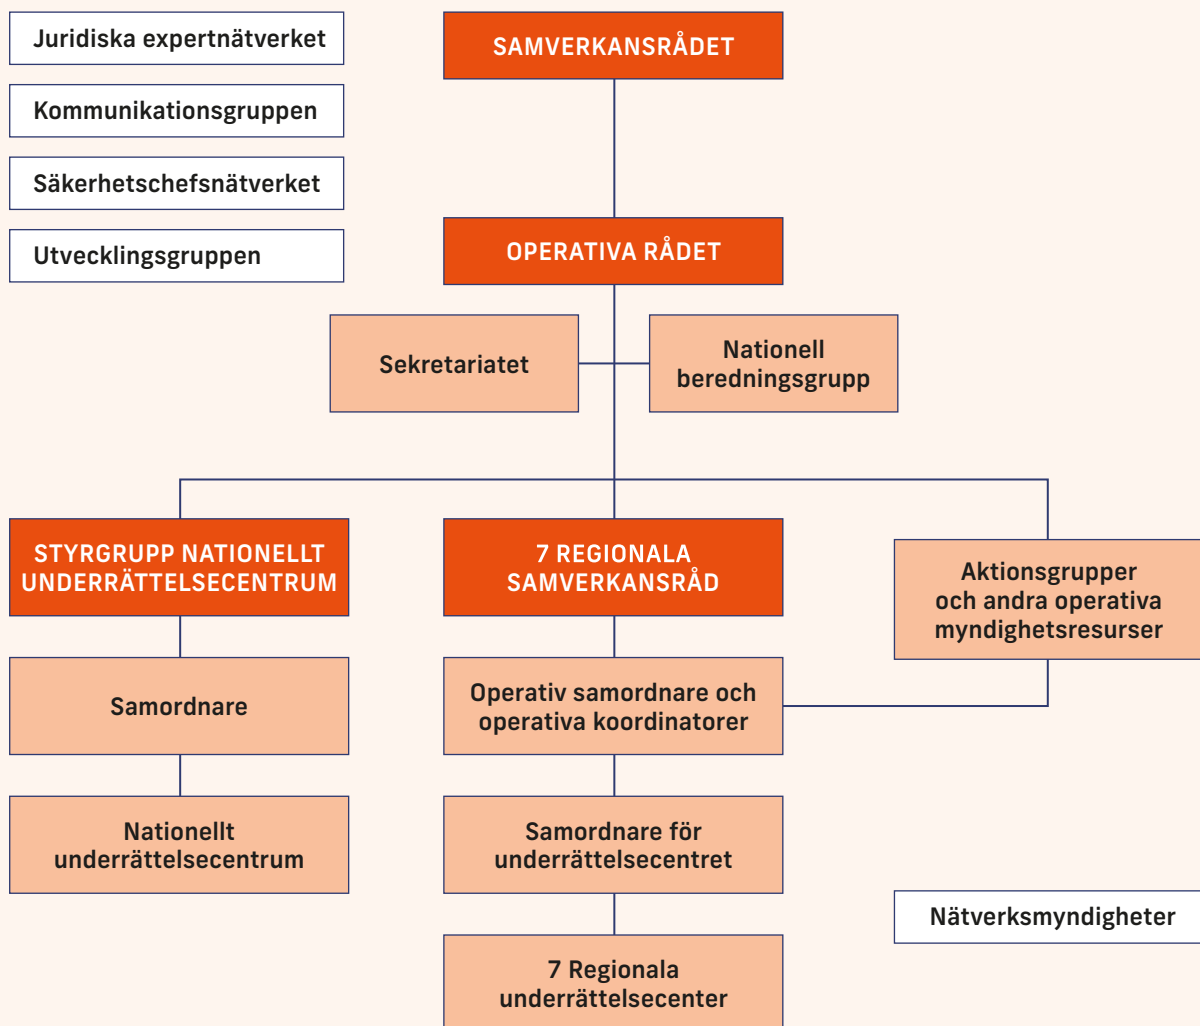 Juridiska expertnätverket
Kommunikationsgruppen
Säkerhetschefsnätverket
Utvecklingsgruppen
SAMVERKANSRÅDET
OPERATIVA RÅDET
Sekretariatet
Nationell
beredningsgrupp
STYRGRUPP NATIONELLT
UNDERRÄTTELSECENTRUM
Samordnare
Nationellt
underrättelsecentrum
7 REGIONALA
SAMVERKANSRÅD
Operativ samordnare och
operativa koordinatorer
Samordnare för
underrättelsecentret
7 Regionala
underrättelsecenter
Aktionsgrupper
och andra operativa
myndighetsresurser
Nätverksmyndigheter